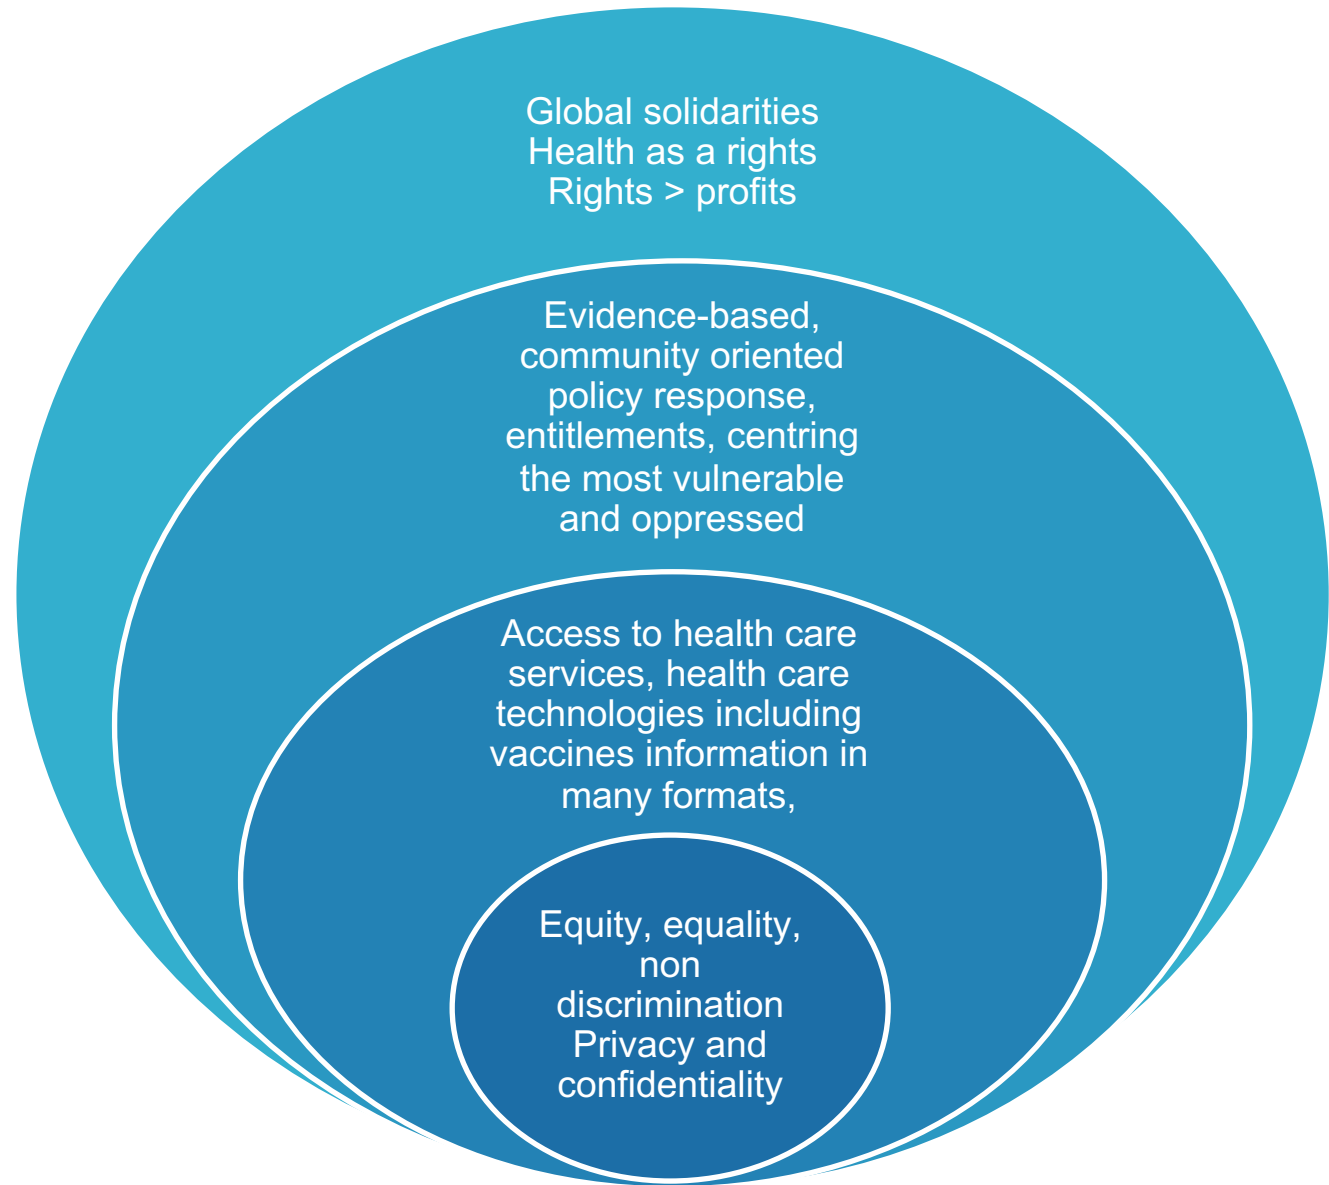 Global solidarities
Health as a rights
Rights > profits
Evidence-based,
community oriented
policy response,
entitlements, centring
the most vulnerable
and oppressed
Access to health care
services, health care
technologies including
vaccines information in
many formats,
Equity, equality,
non
discrimination
Privacy and
confidentiality